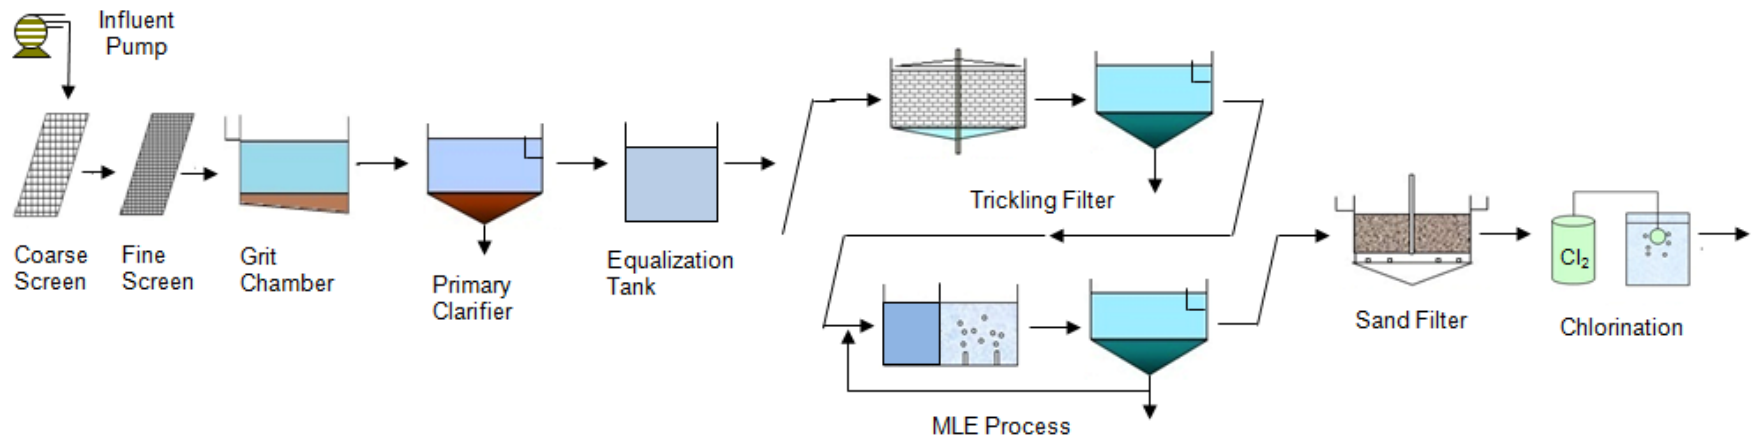 Influent
Pump
Coarse
Screen
Fine
Screen
Grit
Chamber
Primary
Clarifier
Equalization
Tank
Trickling Filter
MLE Process
Sand Filter
Cl₂
Chlorination